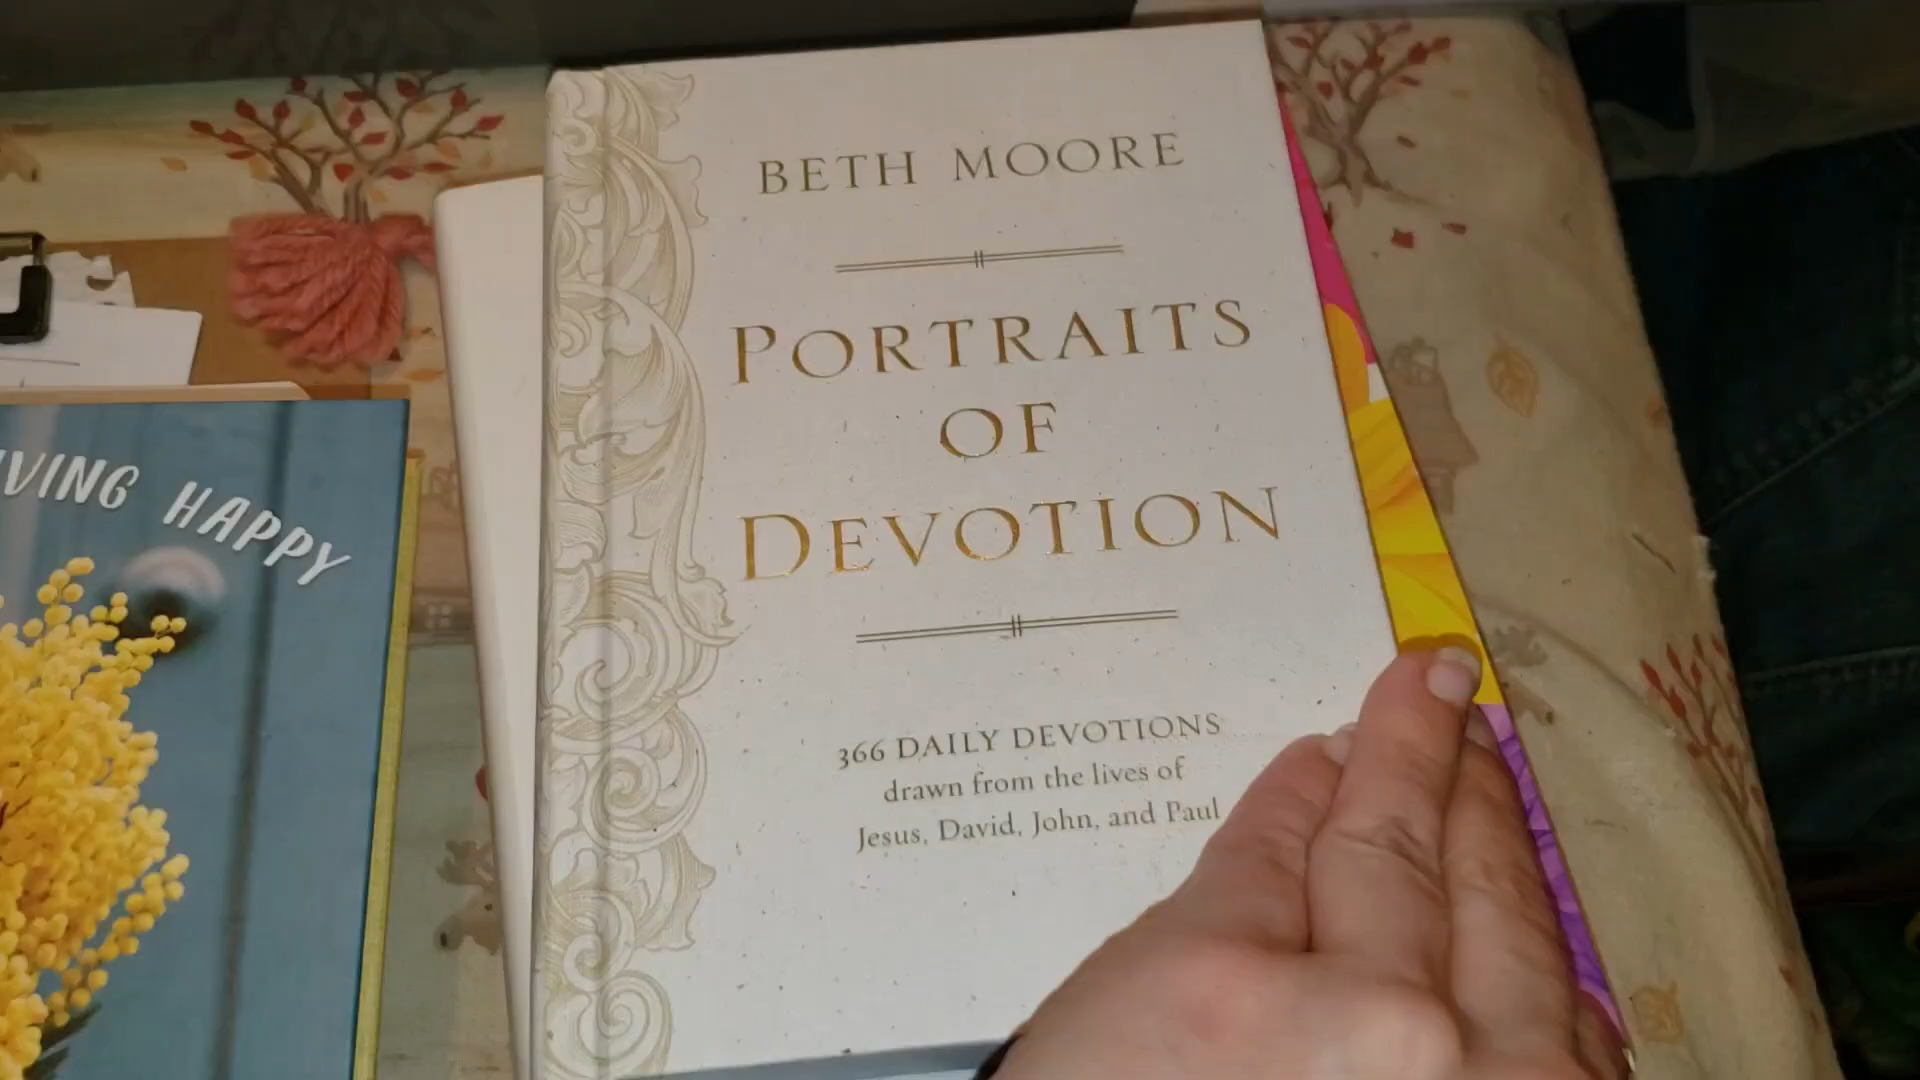 BETH MOORE
PORTRAITS
OF
DEVOTION
366 DAILY DEVOTIONS
drawn from the lives of
Jesus, David, John, and Paul
HAPPY